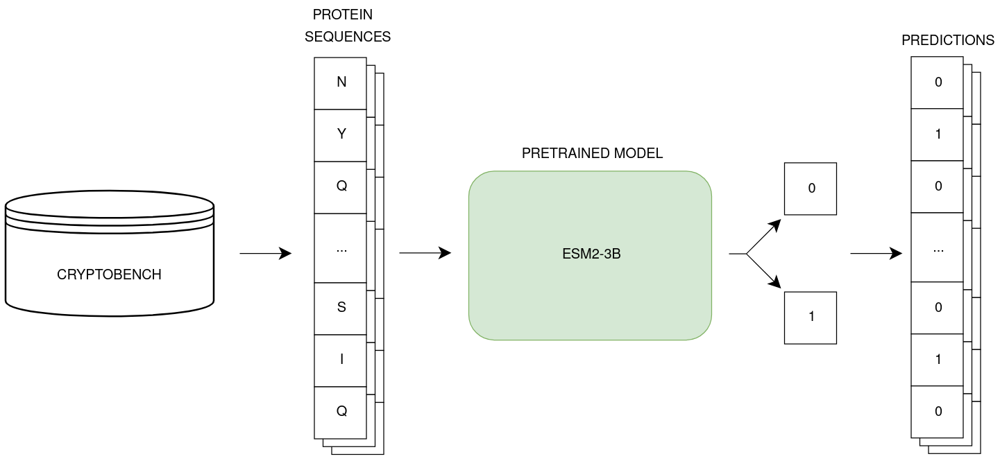 PROTEIN
SEQUENCES
N
Y
Q
...
S
I
Q
CRYPTOBENCH
PRETRAINED MODEL
ESM2-3B
0
1
PREDICTIONS
0
1
0
...
0
1
0